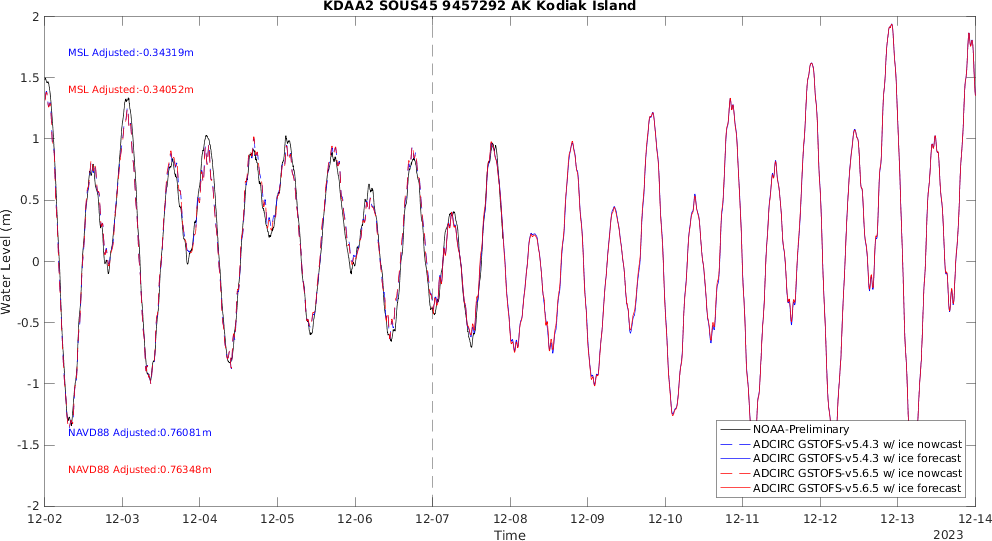 KDAA2 SOUS45 9457292 AK Kodiak Island
2
1.5
1
0.5
0
-0.5
-1
-1.5
-2
Water Level (m)
MSL Adjusted:-0.34319m
MSL Adjusted:-0.34052m
NAVD88 Adjusted:0.76081m
NAVD88 Adjusted:0.76348m
NOAA-Preliminary
ADCIRC GSTOFS-v5.4.3 w/ ice nowcast
ADCIRC GSTOFS-v5.4.3 w/ ice forecast
ADCIRC GSTOFS-v5.6.5 w/ ice nowcast
ADCIRC GSTOFS-v5.6.5 w/ ice forecast
12-02 12-03 12-04 12-05 12-06 12-07 12-08 12-09 12-10 12-11 12-12 12-13 12-14
Time
2023